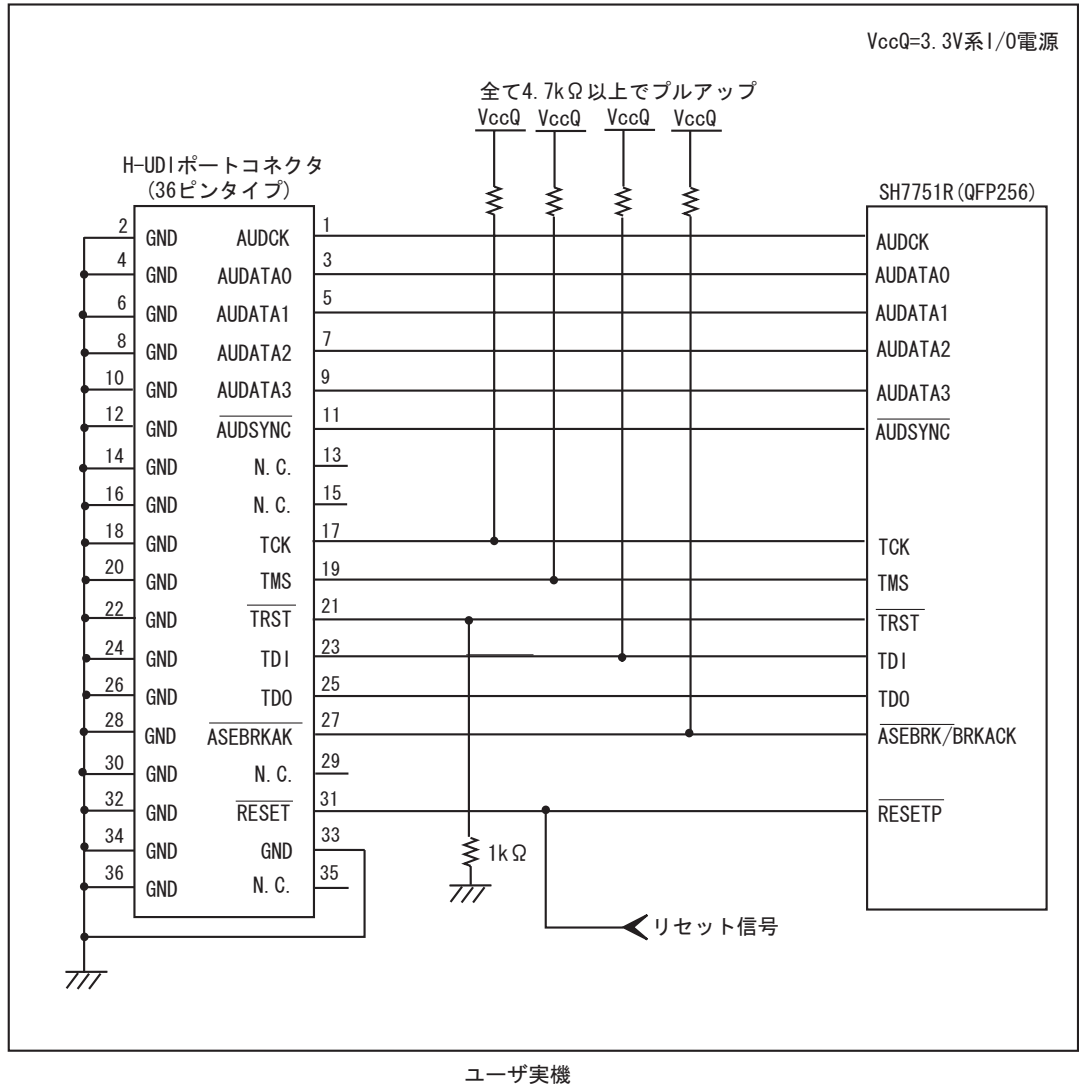 VccQ=3.3V系I/O電源
全て4.7kΩ以上でプルアップ
VccQ VccQ VccQ VccQ
H-UDIポートコネクタ
(36ピンタイプ)
SH7751R(QFP256)
2 GND AUDCK 1 AUDCK
4 GND AUDATA0 3 AUDATA0
6 GND AUDATA1 5 AUDATA1
8 GND AUDATA2 7 AUDATA2
10 GND AUDATA3 9 AUDATA3
12 GND AUDSYNC 11 AUDSYNC
14 GND N.C. 13
16 GND N.C. 15
18 GND TCK 17 TCK
20 GND TMS 19 TMS
22 GND TRST 21 TRST
24 GND TDI 23 TDI
26 GND TDO 25 TDO
28 GND ASEBRKAK 27 ASEBRK/BRKACK
30 GND N.C. 29
32 GND RESET 31 RESETP
34 GND GND 33
1kΩ
36 GND N.C. 35
リセット信号
ユーザ実機